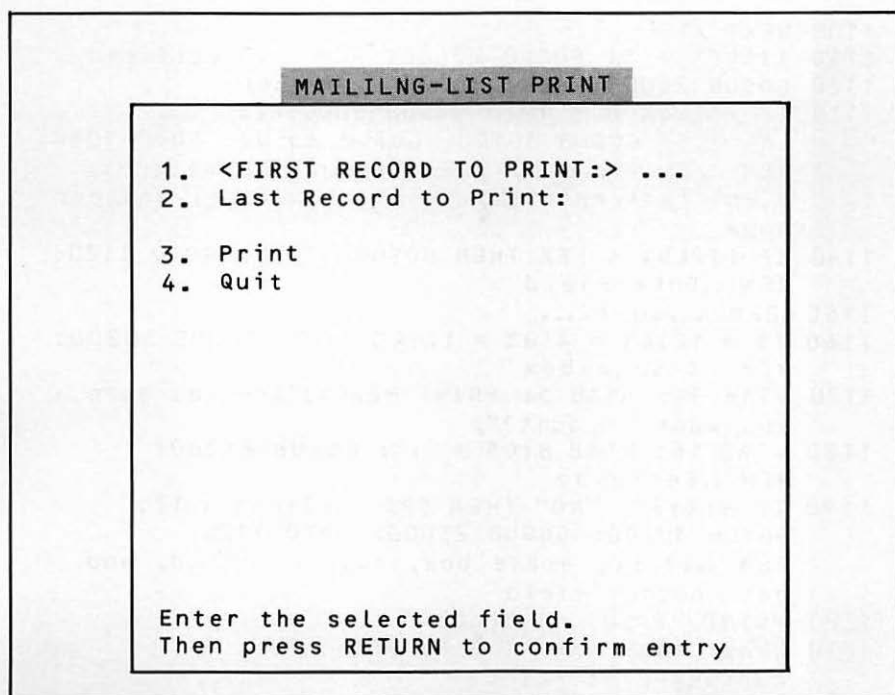 MAILILNG-LIST PRINT
1. <FIRST RECORD TO PRINT:> ...
2. Last Record to Print:
3. Print
4. Quit
Enter the selected field.
Then press RETURN to confirm entry